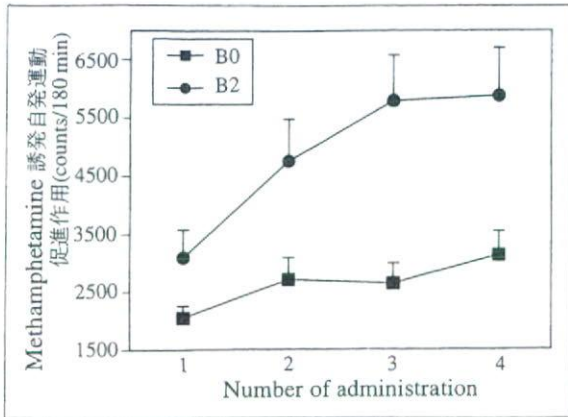 Methamphetamine 誘発自発運動
促進作用(counts/180 min)
6500
5500
4500
3500
2500
1500
B0
B2
1 2 3 4
Number of administration